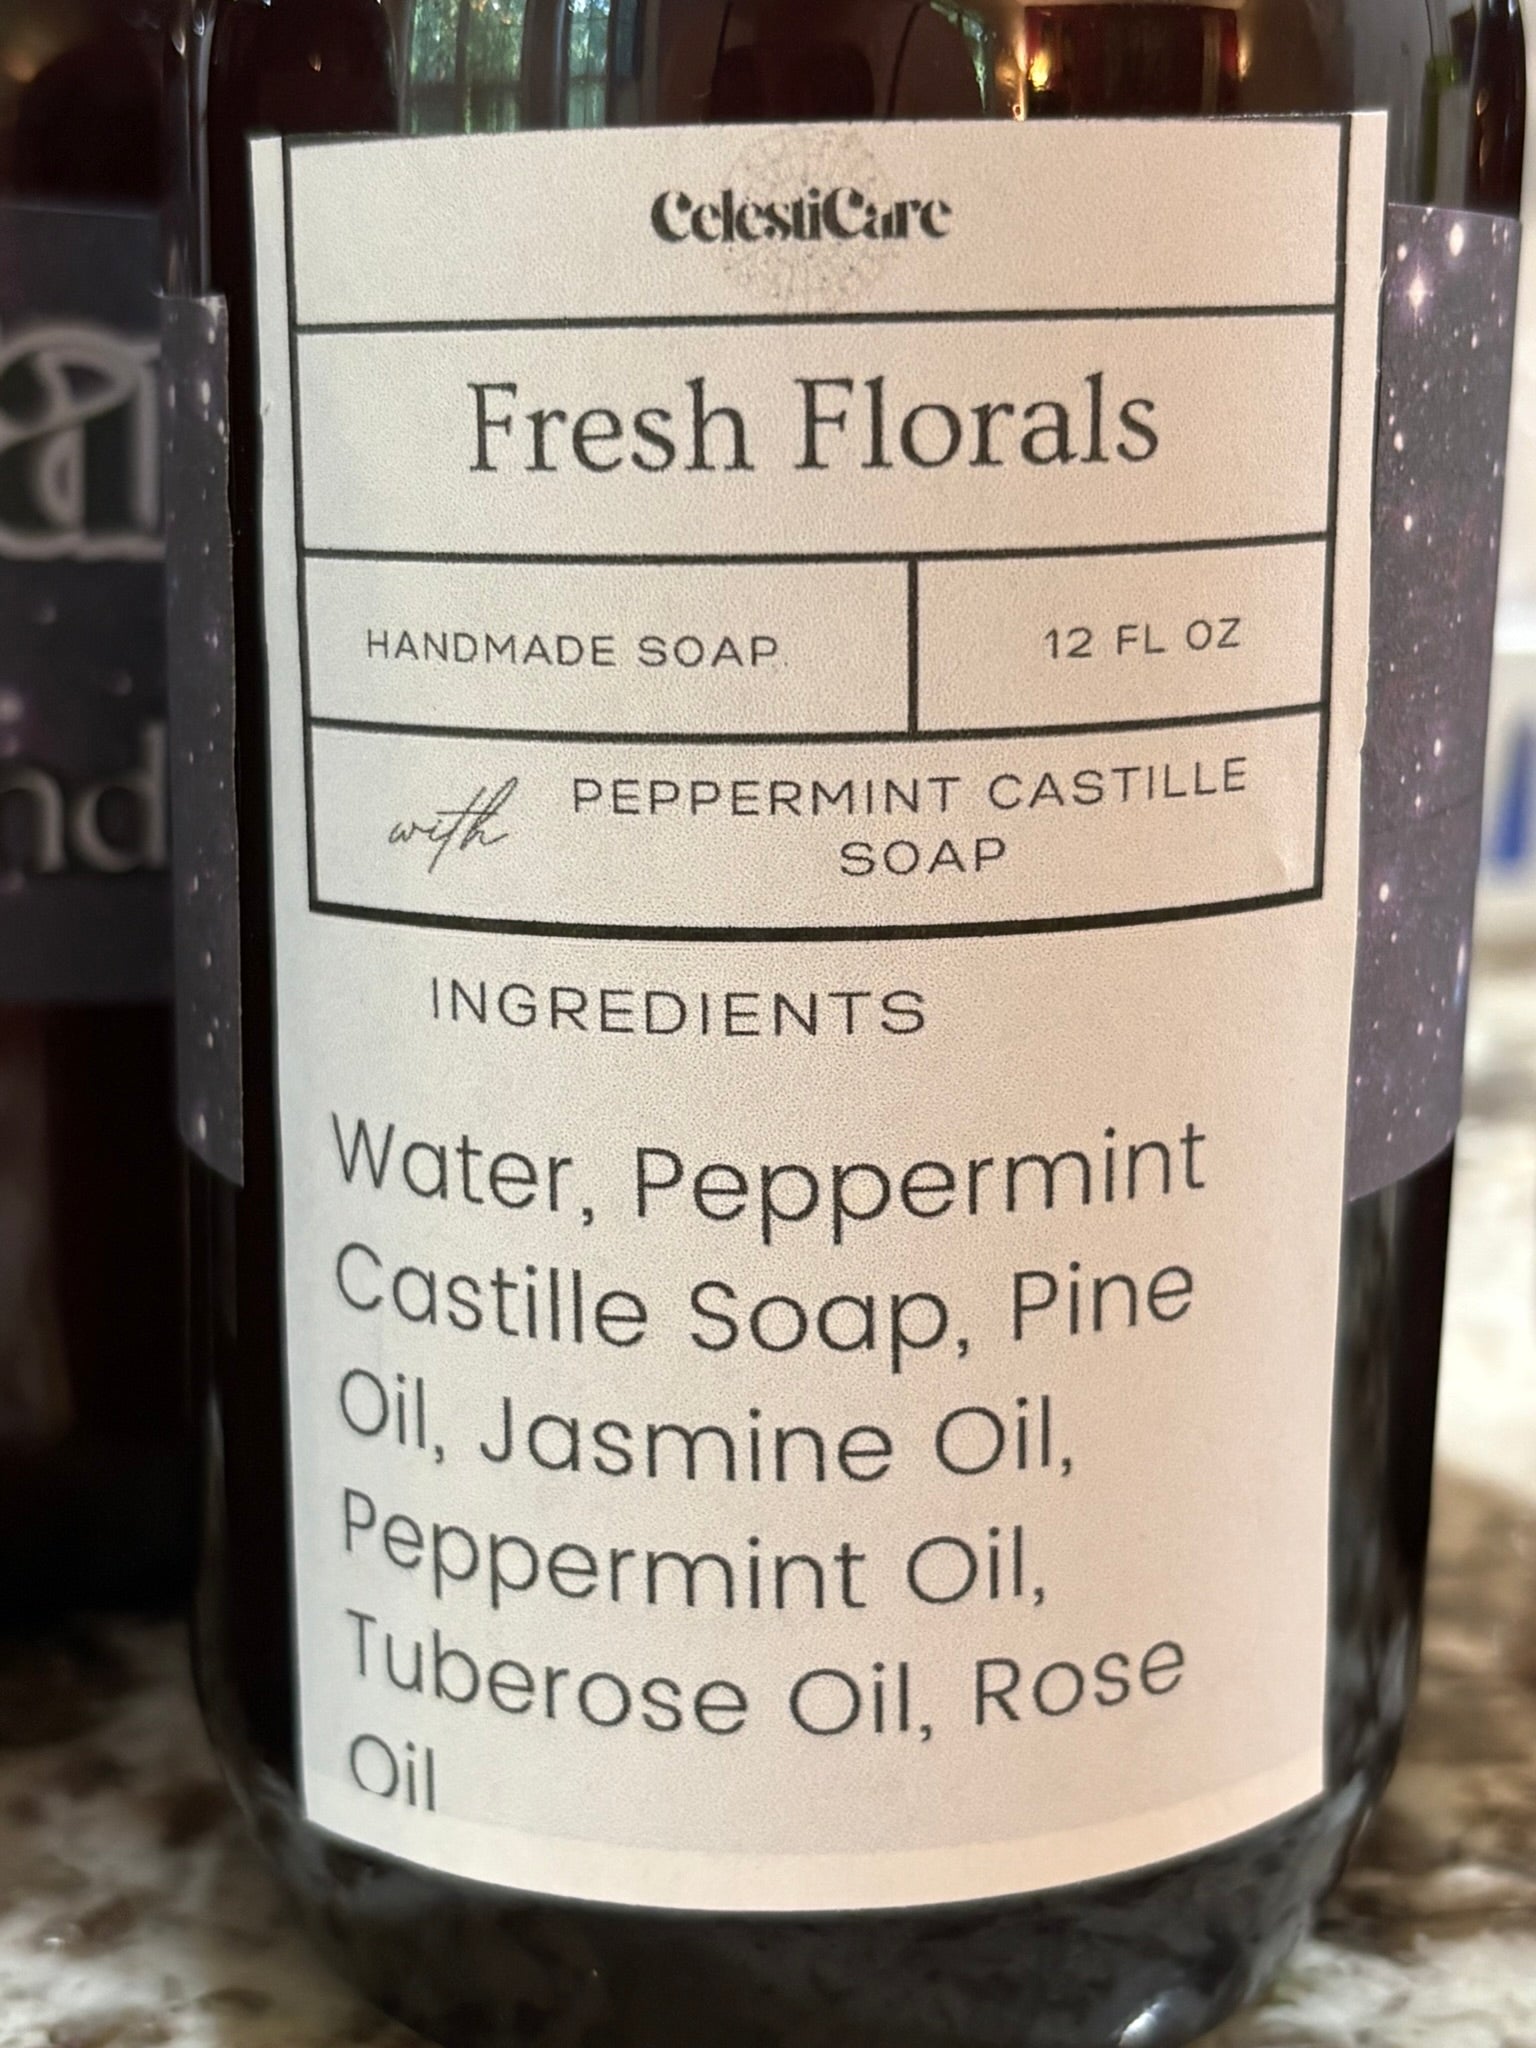 CelestiCare
Fresh Florals
HANDMADE SOAP.
12 FL OZ
with PEPPERMINT CASTILLE
SOAP
INGREDIENTS
Water, Peppermint
Castille Soap, Pine
Oil, Jasmine Oil,
Peppermint Oil,
Tuberose Oil, Rose
Oil